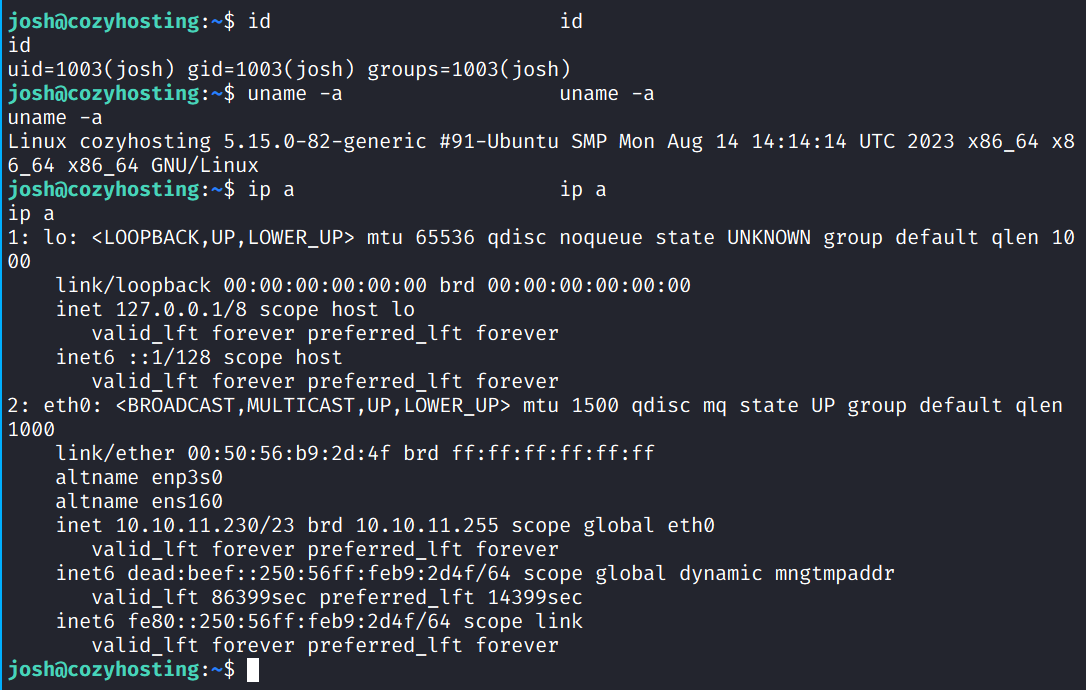 josh@cozyhosting:~$ id                           id
id
uid=1003(josh) gid=1003(josh) groups=1003(josh)
josh@cozyhosting:~$ uname -a                  uname -a
uname -a
Linux cozyhosting 5.15.0-82-generic #91-Ubuntu SMP Mon Aug 14 14:14:14 UTC 2023 x86_64 x8
6_64 x86_64 GNU/Linux
josh@cozyhosting:~$ ip a                      ip a
ip a
1: lo: <LOOPBACK,UP,LOWER_UP> mtu 65536 qdisc noqueue state UNKNOWN group default qlen 10
00
    link/loopback 00:00:00:00:00:00 brd 00:00:00:00:00:00
    inet 127.0.0.1/8 scope host lo
       valid_lft forever preferred_lft forever
    inet6 ::1/128 scope host
       valid_lft forever preferred_lft forever
2: eth0: <BROADCAST,MULTICAST,UP,LOWER_UP> mtu 1500 qdisc mq state UP group default qlen
1000
    link/ether 00:50:56:b9:2d:4f brd ff:ff:ff:ff:ff:ff
    altname enp3s0
    altname ens160
    inet 10.10.11.230/23 brd 10.10.11.255 scope global eth0
       valid_lft forever preferred_lft forever
    inet6 dead:beef::250:56ff:feb9:2d4f/64 scope global dynamic mngtmpaddr
       valid_lft 86399sec preferred_lft 14399sec
    inet6 fe80::250:56ff:feb9:2d4f/64 scope link
       valid_lft forever preferred_lft forever
josh@cozyhosting:~$